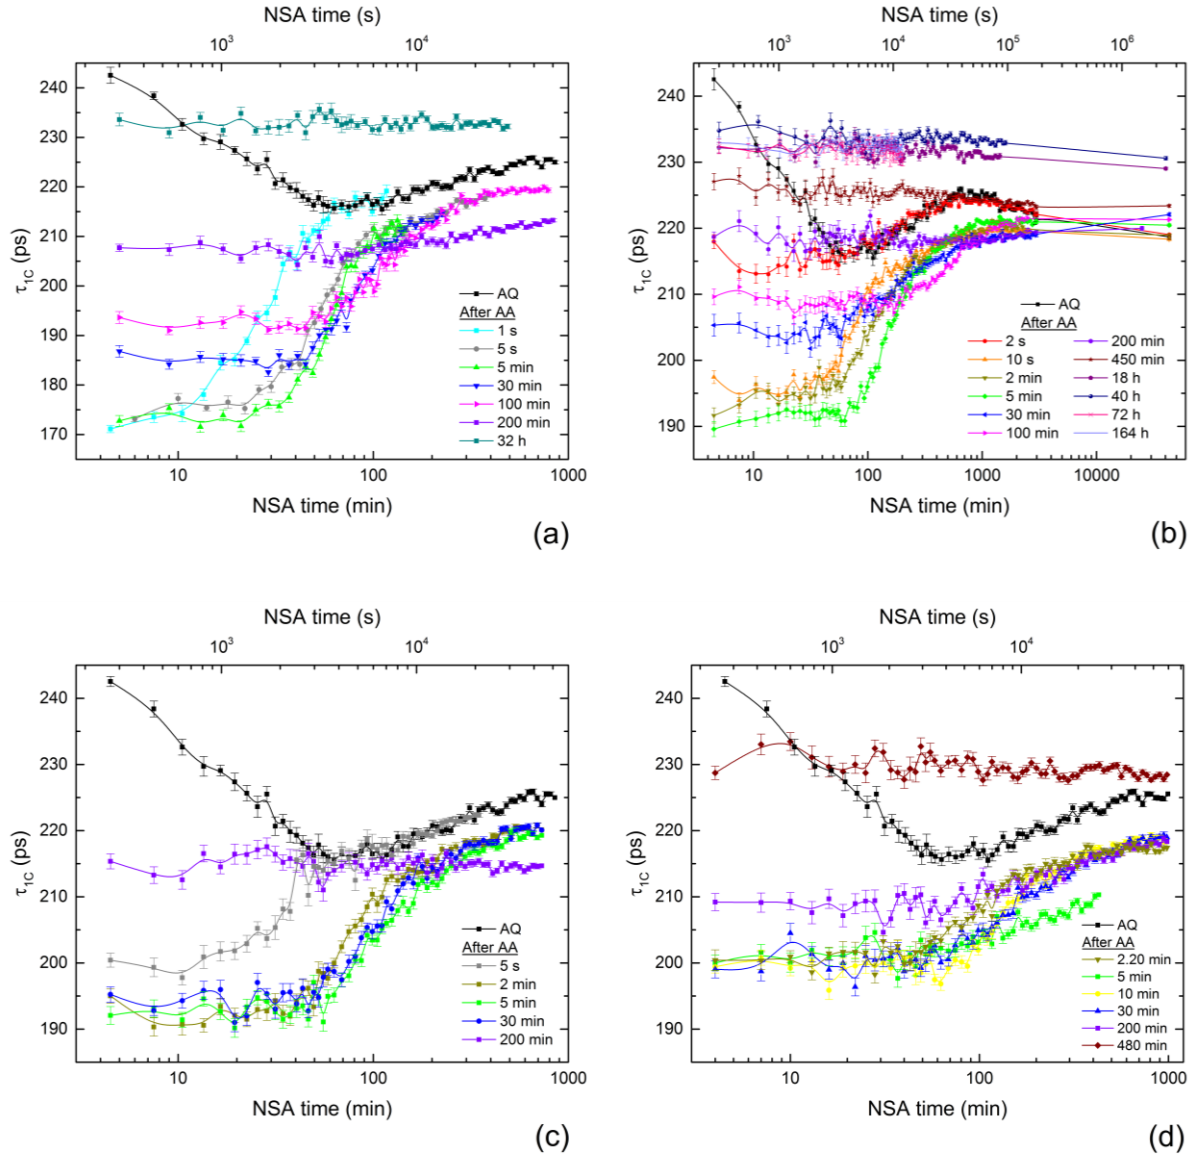 NSA time (s)
10³ 10⁴
240
230
220
210
200
190
180
170
τ1C (ps)
AQ
After AA
1 s
5 s
5 min
30 min
100 min
200 min
32 h
10 100 1000
NSA time (min)
(a)
NSA time (s)
10³ 10⁴ 10⁵ 10⁶
240
230
220
210
200
190
τ1C (ps)
AQ
After AA
2 s 200 min
10 s 450 min
2 min 18 h
5 min 40 h
30 min 72 h
100 min 164 h
10 100 1000 10000
NSA time (min)
(b)
NSA time (s)
10³ 10⁴
240
230
220
210
200
190
τ1C (ps)
AQ
After AA
5 s
2 min
5 min
30 min
200 min
10 100 1000
NSA time (min)
(c)
NSA time (s)
10³ 10⁴
240
230
220
210
200
190
τ1C (ps)
AQ
After AA
2.20 min
5 min
10 min
30 min
200 min
480 min
10 100 1000
NSA time (min)
(d)